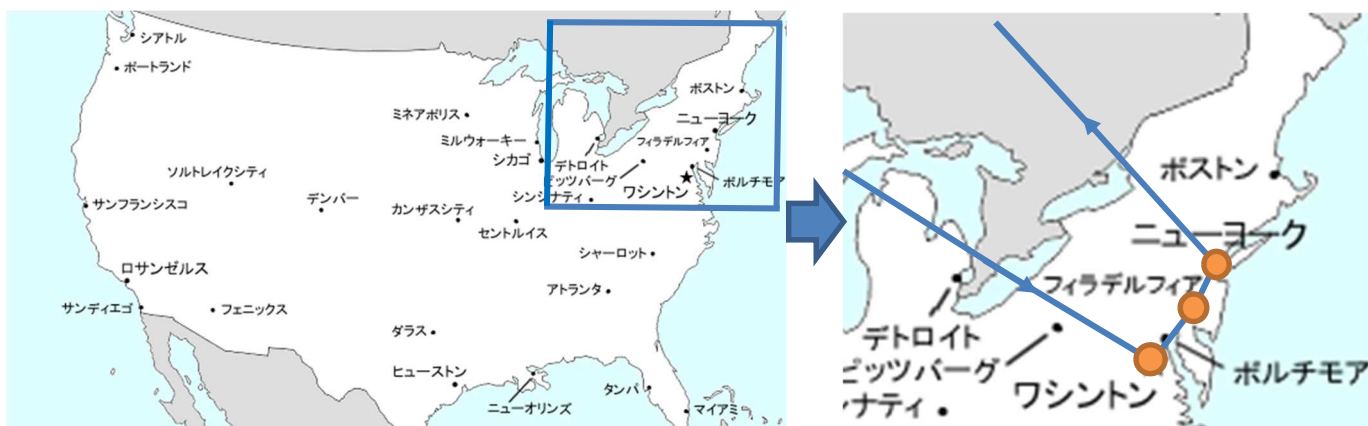 シアトル
ポートランド
ミネアポリス
ボストン
ニューヨーク
ミルウォーキー
フィラデルフィア
シカゴ
デトロイト
ピッツバーグ
ボルチモア
ワシントン
ソルトレイクシティ
デンバー
シンシナティ
サンフランシスコ
カンザスシティ
セントルイス
シャーロット
ロサンゼルス
アトランタ
サンディエゴ
フェニックス
ダラス
ヒューストン
ニューオリンズ
タンパ
マイアミ
ボストン
ニューヨーク
フィラデルフィア
デトロイト
ピッツバーグ
ボルチモア
ワシントン
ナティ